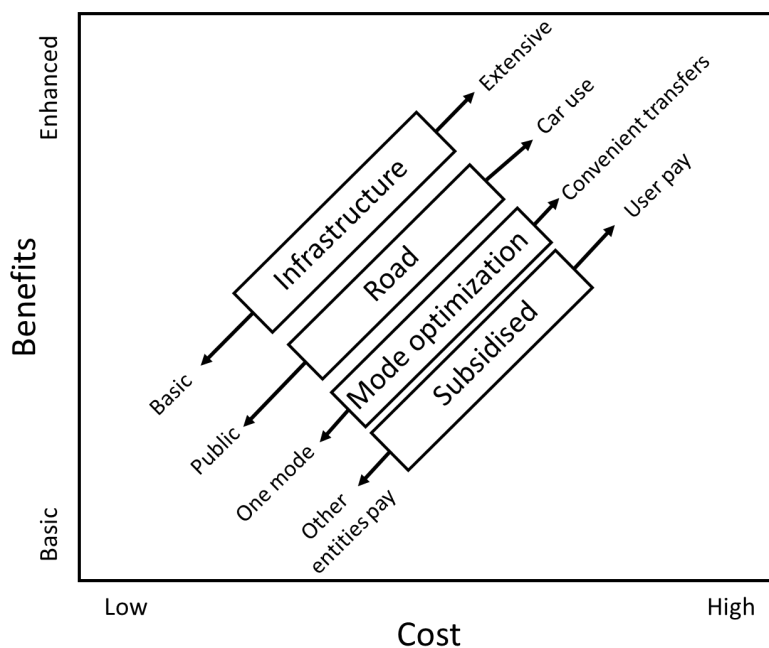 Enhanced
Benefits
Basic
Extensive
Car use
Convenient transfers
User pay
Infrastructure
Road
Mode optimization
Subsidised
Basic
Public
One mode
Other
entities pay
Low
High
Cost